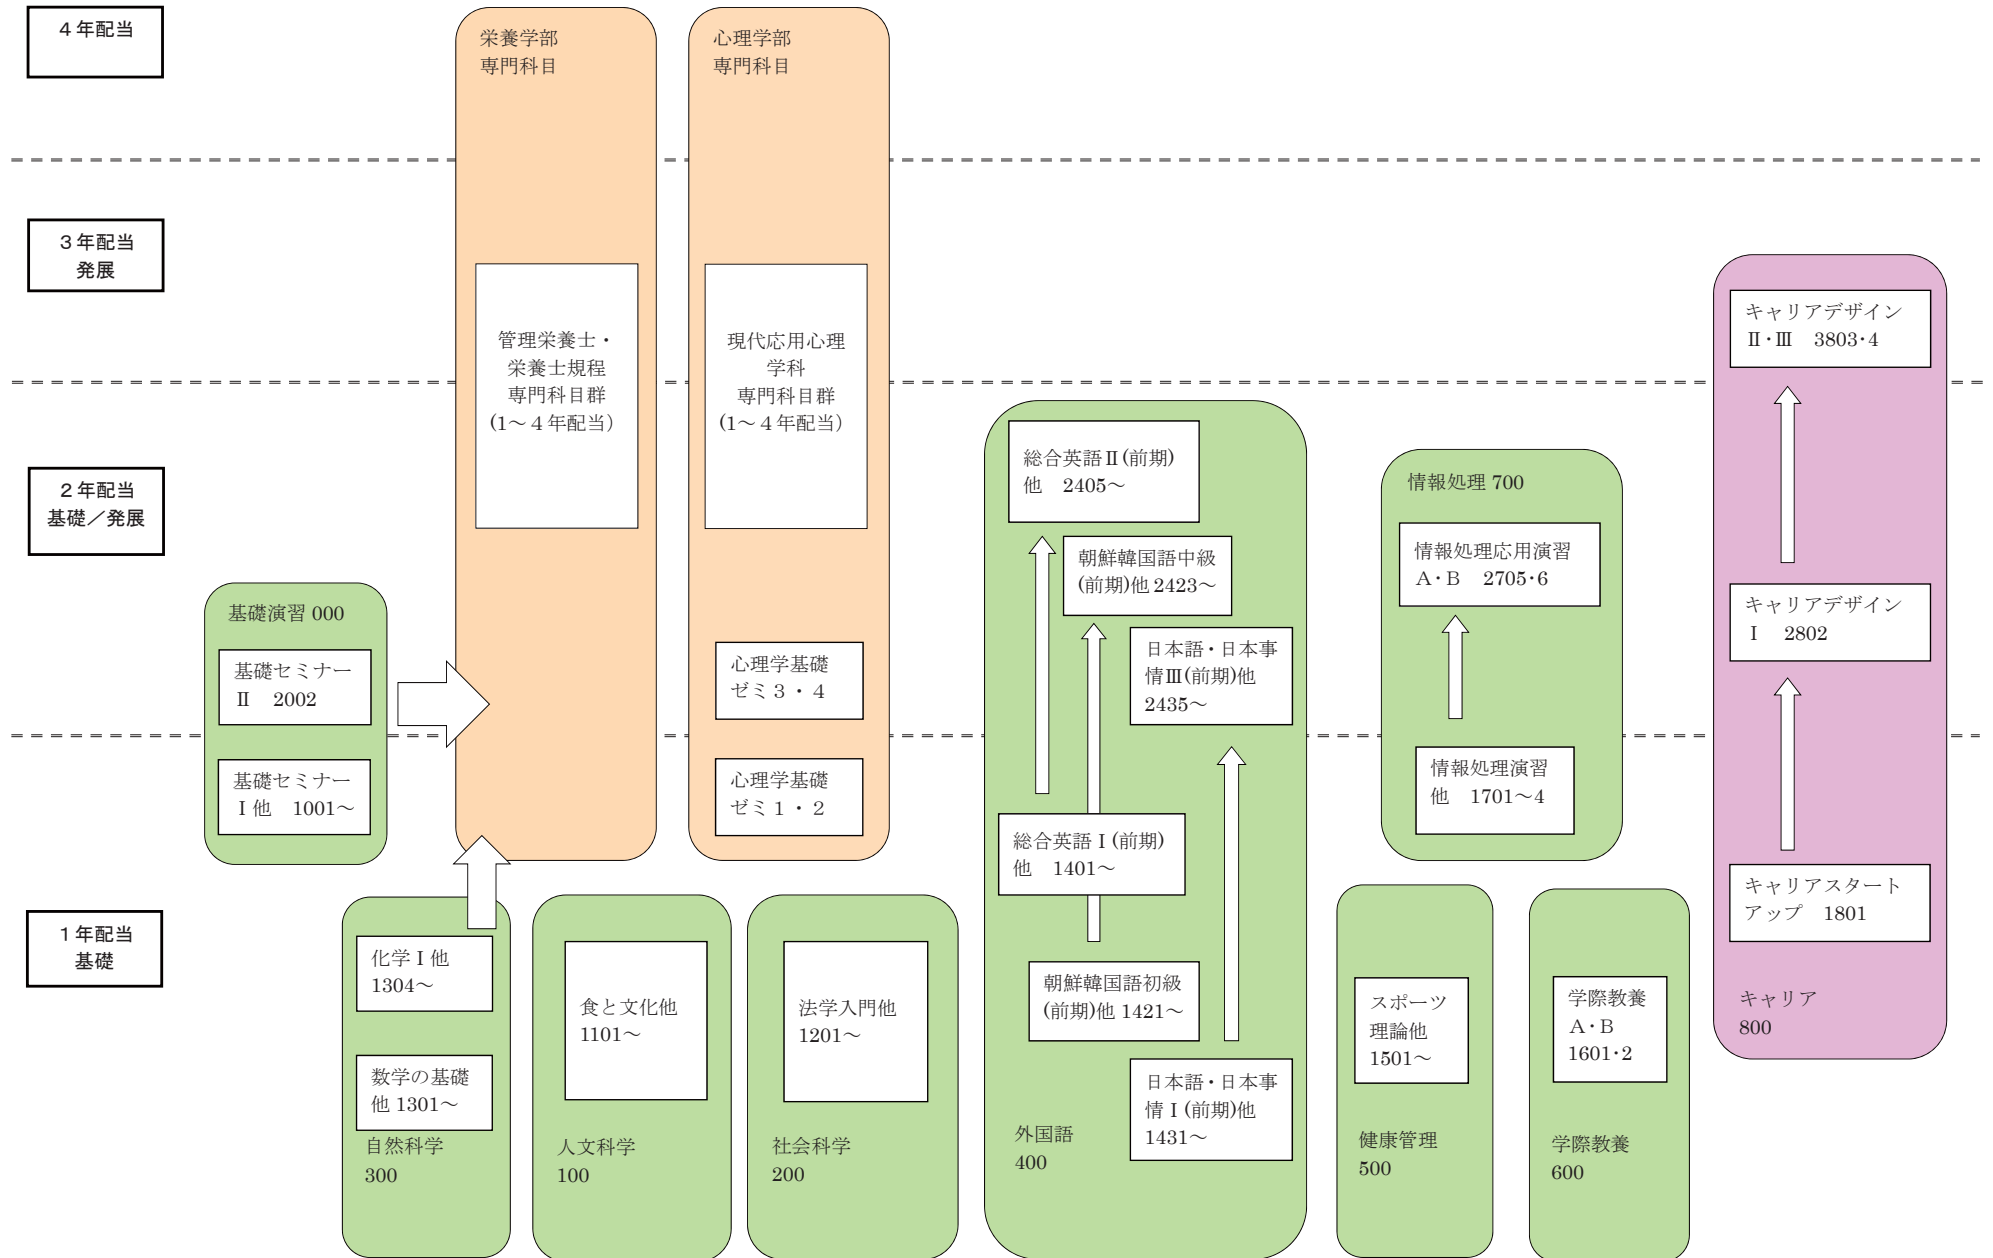 ４年配当
栄養学部
専門科目
心理学部
専門科目
３年配当
発展
管理栄養士・
栄養士規程
専門科目群
(1～４年配当）
現代応用心理
学科
専門科目群
(1～４年配当）
キャリアデザイン
Ⅱ・Ⅲ　3803・4
２年配当
基礎／発展
総合英語Ⅱ(前期)
他　2405～
朝鮮韓国語中級
(前期)他 2423～
日本語・日本事
情Ⅲ(前期)他
2435～
情報処理 700
情報処理応用演習
A・B　2705・6
キャリアデザイン
Ⅰ　2802
基礎演習 000
基礎セミナー
Ⅱ　2002
心理学基礎
ゼミ３・４
基礎セミナー
Ⅰ他　1001～
心理学基礎
ゼミ１・２
情報処理演習
他　1701～4
総合英語Ⅰ(前期)
他　1401～
キャリアスタート
アップ　1801
１年配当
基礎
化学Ⅰ他
1304～
数学の基礎
他 1301～
自然科学
300
食と文化他
1101～
人文科学
100
法学入門他
1201～
社会科学
200
朝鮮韓国語初級
(前期)他 1421～
日本語・日本事
情Ⅰ(前期)他
1431～
外国語
400
スポーツ
理論他
1501～
健康管理
500
学際教養
A・B
1601・2
学際教養
600
キャリア
800